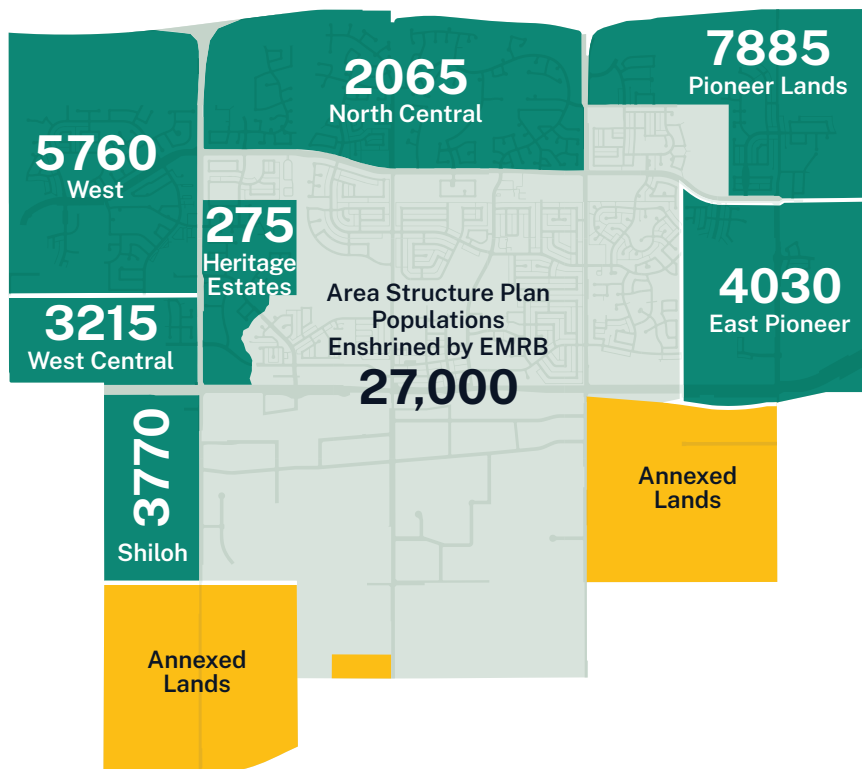 7885
Pioneer Lands
2065
North Central
5760
West
275
Heritage
Estates
4030
East Pioneer
3215
West Central
Area Structure Plan
Populations
Enshrined by EMRB
27,000
3770
Shiloh
Annexed
Lands
Annexed
Lands